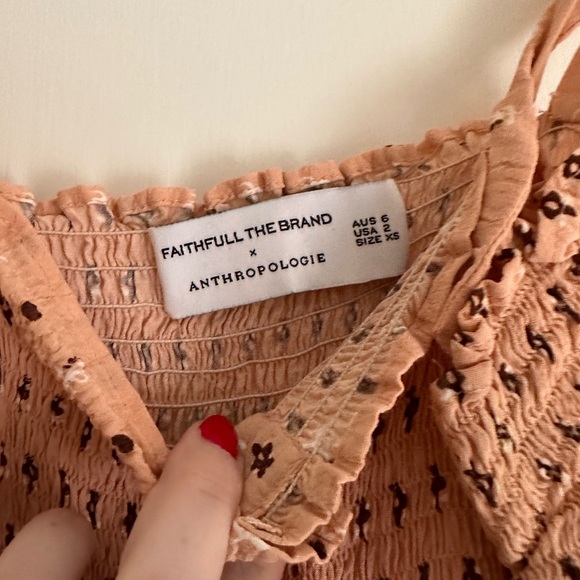 FAITHFULL THE BRAND
x
ANTHROPOLOGIE
AUS 6
USA 2
SIZE XS